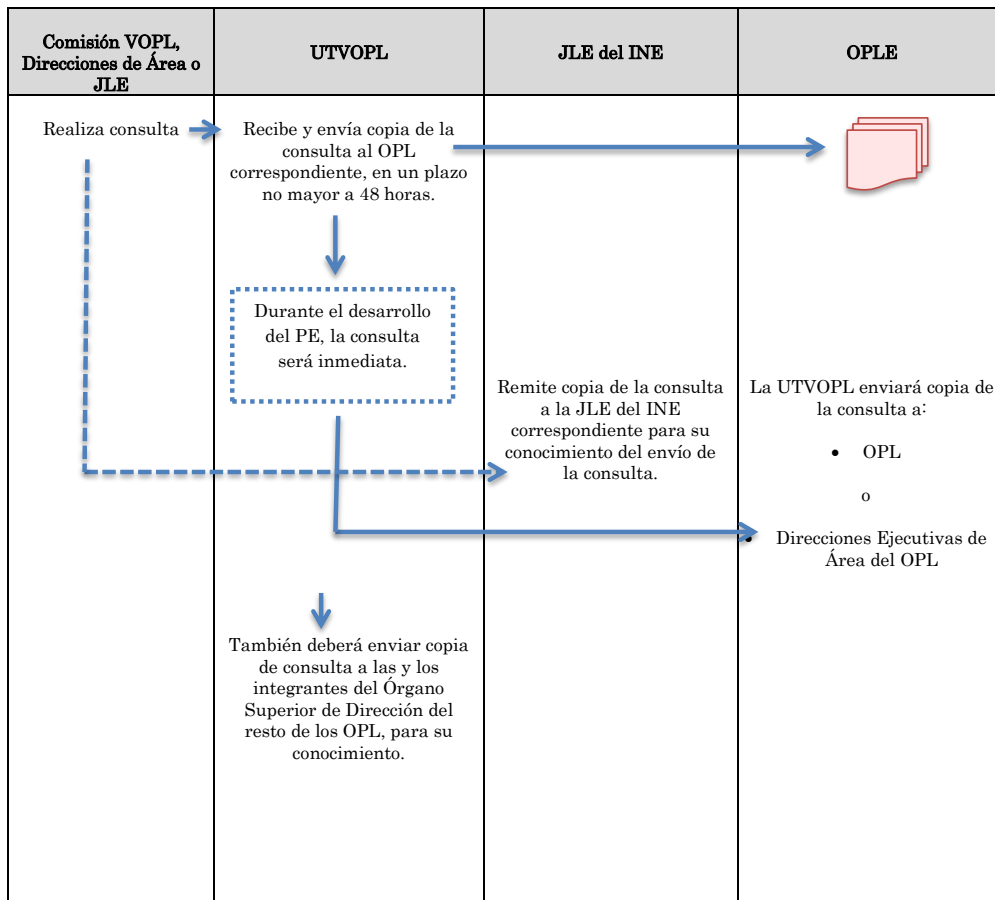 Comisión VOPL,
Direcciones de Área o
JLE
UTVOPL
JLE del INE
OPLE
Realiza consulta
Recibe y envía copia de la
consulta al OPL
correspondiente, en un plazo
no mayor a 48 horas.
Durante el desarrollo
del PE, la consulta
será inmediata.
Remite copia de la consulta
a la JLE del INE
correspondiente para su
conocimiento del envío de
la consulta.
La UTVOPL enviará copia de
la consulta a:
• OPL
o
• Direcciones Ejecutivas de
Área del OPL
También deberá enviar copia
de consulta a las y los
integrantes del Órgano
Superior de Dirección del
resto de los OPL, para su
conocimiento.